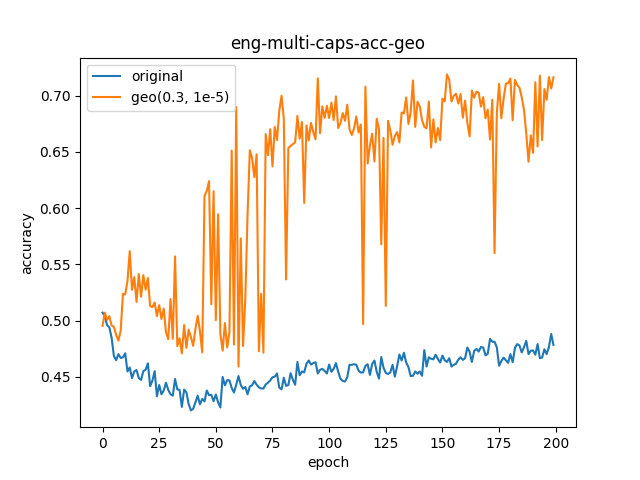 eng-multi-caps-acc-geo
original
geo(0.3, 1e-5)
accuracy
0.70
0.65
0.60
0.55
0.50
0.45
0 25 50 75 100 125 150 175 200
epoch